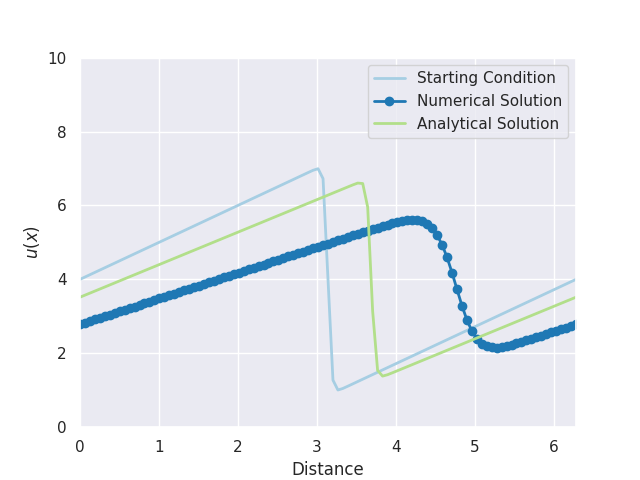 10
8
6
4
2
0
u(x)
0 1 2 3 4 5 6
Distance
Starting Condition
Numerical Solution
Analytical Solution